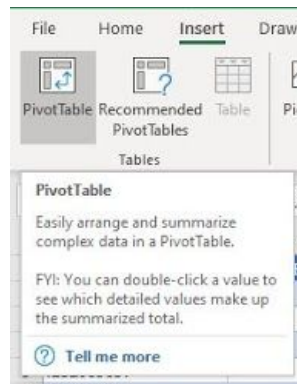 File Home Insert Draw
PivotTable Recommended Table
PivotTables
Tables
PivotTable
Easily arrange and summarize
complex data in a PivotTable.
FYI: You can double-click a value to
see which detailed values make up
the summarized total.
Tell me more